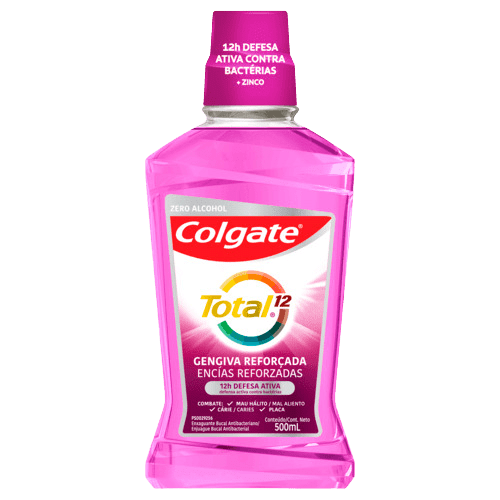 12h DEFESA
ATIVA CONTRA
BACTÉRIAS
+ ZINCO
ZERO ALCOHOL
Colgate®
Total.12
GENGIVA REFORÇADA
ENCÍAS REFORZADAS
12h DEFESA ATIVA
defensa activa contra bactérias
COMBATE: ✓ MAU HÁLITO / MAL ALIENTO
✓ CÁRIE / CARIES ✓ PLACA
PS0039256
Enxaguante Bucal Antibacteriano/
Enjuague Bucal Antibacterial
Conteúdo/Cont. Neto
500mL